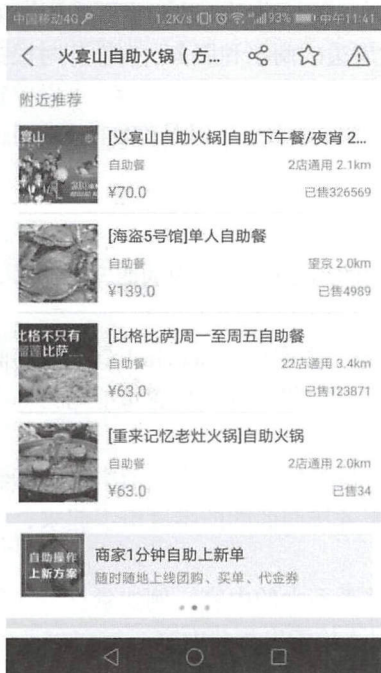 中国移动4G
1.2K/s
93%
中午11:41
火宴山自助火锅（方...
附近推荐
宴山
[火宴山自助火锅]自助下午餐/夜宵 2...
自助餐
2店通用 2.1km
¥70.0
已售326569
[海盗5号馆]单人自助餐
自助餐
望京 2.0km
¥139.0
已售4989
比格不只有
榴莲比萨...
[比格比萨]周一至周五自助餐
自助餐
22店通用 3.4km
¥63.0
已售123871
[重来记忆老灶火锅]自助火锅
自助餐
2店通用 2.0km
¥63.0
已售34
自助操作
上新方案
商家1分钟自助上新单
随时随地上线团购、买单、代金券